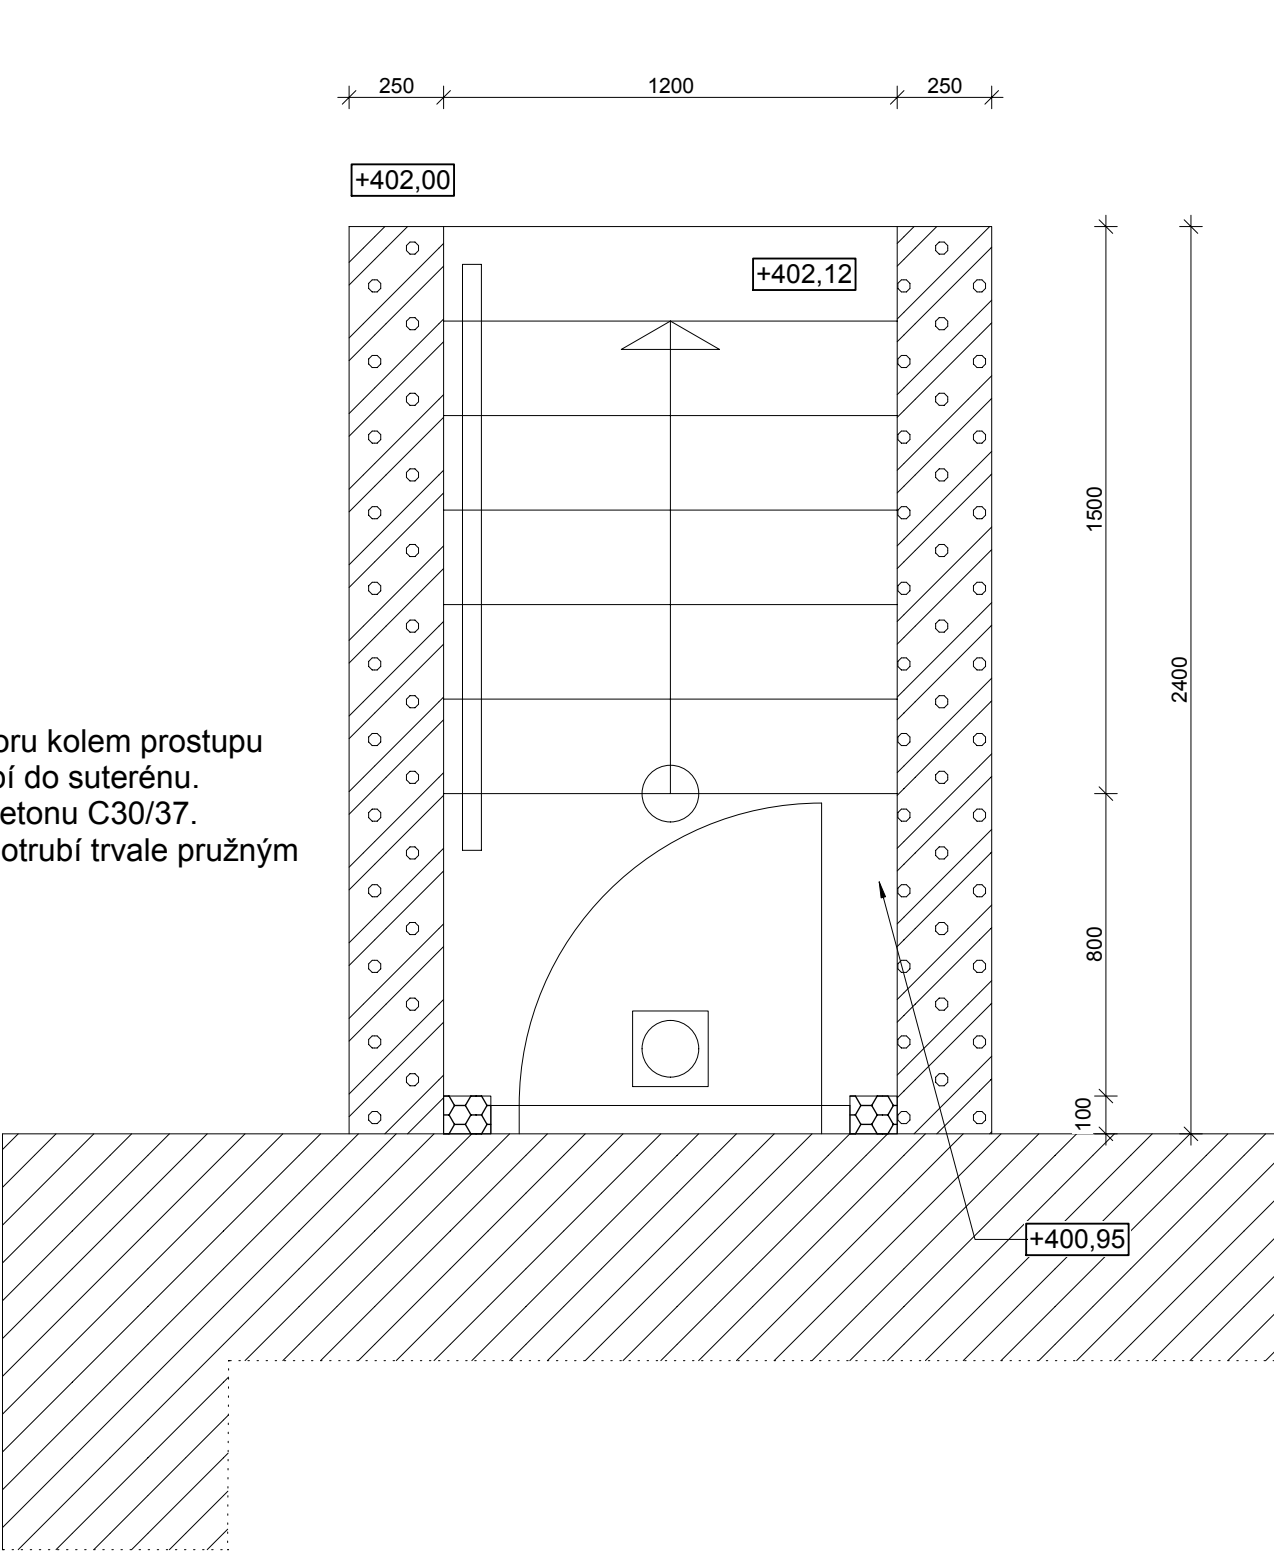 250 1200 250
+402,00
+402,12
1500
2400
oru kolem prostupu
bí do suterénu.
etonu C30/37.
otrubí trvale pružným
800
100
+400,95